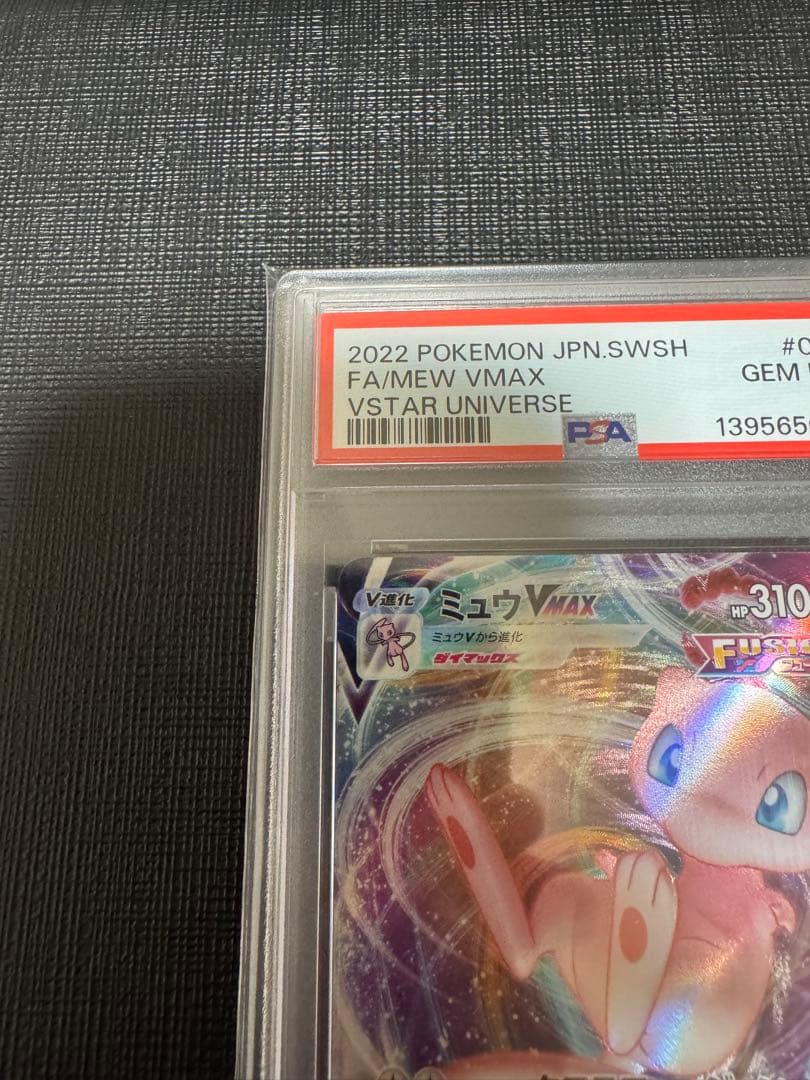 2022 POKEMON JPN.SWSH
FA/MEW VMAX
GEM
VSTAR UNIVERSE
PSA
V進化
ミュウVMAX
HP310
ミュウVから進化
ダイマックス